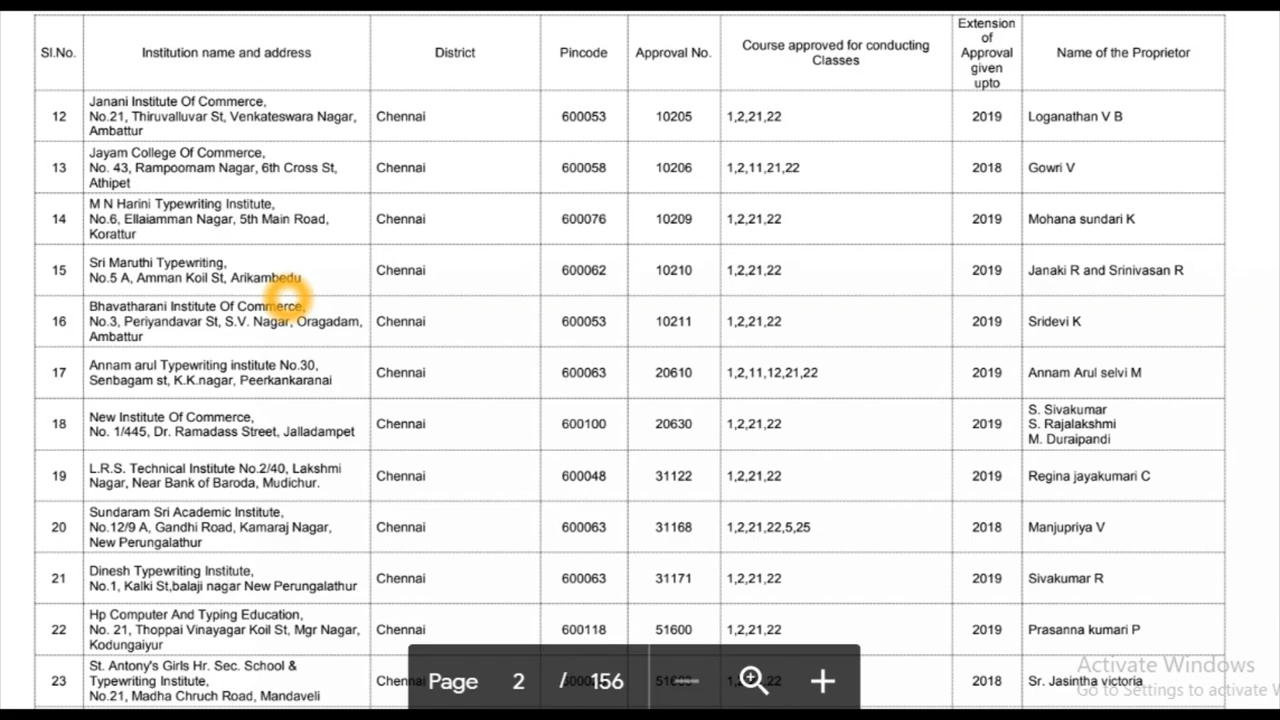 Sl.No. Institution name and address District Pincode Approval No. Course approved for conducting Classes Extension of Approval given upto Name of the Proprietor
12 Janani Institute Of Commerce, No.21, Thiruvalluvar St, Venkateswara Nagar, Ambattur Chennai 600053 10205 1,2,21,22 2019 Loganathan V B
13 Jayam College Of Commerce, No. 43, Rampoornam Nagar, 6th Cross St, Athipet Chennai 600058 10206 1,2,11,21,22 2018 Gowri V
14 M N Harini Typewriting Institute, No.6, Ellaiamman Nagar, 5th Main Road, Korattur Chennai 600076 10209 1,2,21,22 2019 Mohana sundari K
15 Sri Maruthi Typewriting, No.5 A, Amman Koil St, Arikambedu Chennai 600062 10210 1,2,21,22 2019 Janaki R and Srinivasan R
16 Bhavatharani Institute Of Commerce, No.3, Periyandavar St, S.V. Nagar, Oragadam, Ambattur Chennai 600053 10211 1,2,21,22 2019 Sridevi K
17 Annam arul Typewriting institute No.30, Senbagam st, K.K.nagar, Peerkankaranai Chennai 600063 20610 1,2,11,12,21,22 2019 Annam Arul selvi M
18 New Institute Of Commerce, No. 1/445, Dr. Ramadass Street, Jalladampet Chennai 600100 20630 1,2,21,22 2019 S. Sivakumar S. Rajalakshmi M. Duraipandi
19 L.R.S. Technical Institute No.2/40, Lakshmi Nagar, Near Bank of Baroda, Mudichur. Chennai 600048 31122 1,2,21,22 2019 Regina jayakumari C
20 Sundaram Sri Academic Institute, No.12/9 A, Gandhi Road, Kamaraj Nagar, New Perungalathur Chennai 600063 31168 1,2,21,22,5,25 2018 Manjupriya V
21 Dinesh Typewriting Institute, No.1, Kalki St,balaji nagar New Perungalathur Chennai 600063 31171 1,2,21,22 2019 Sivakumar R
22 Hp Computer And Typing Education, No. 21, Thoppai Vinayagar Koil St, Mgr Nagar, Kodungaiyur Chennai 600118 51600 1,2,21,22 2019 Prasanna kumari P
23 St. Antony's Girls Hr. Sec. School & Typewriting Institute, No.21, Madha Chruch Road, Mandaveli 2018 Sr. Jasintha victoria
Page 2 / 156
Activate Windows
Go to Settings to activate